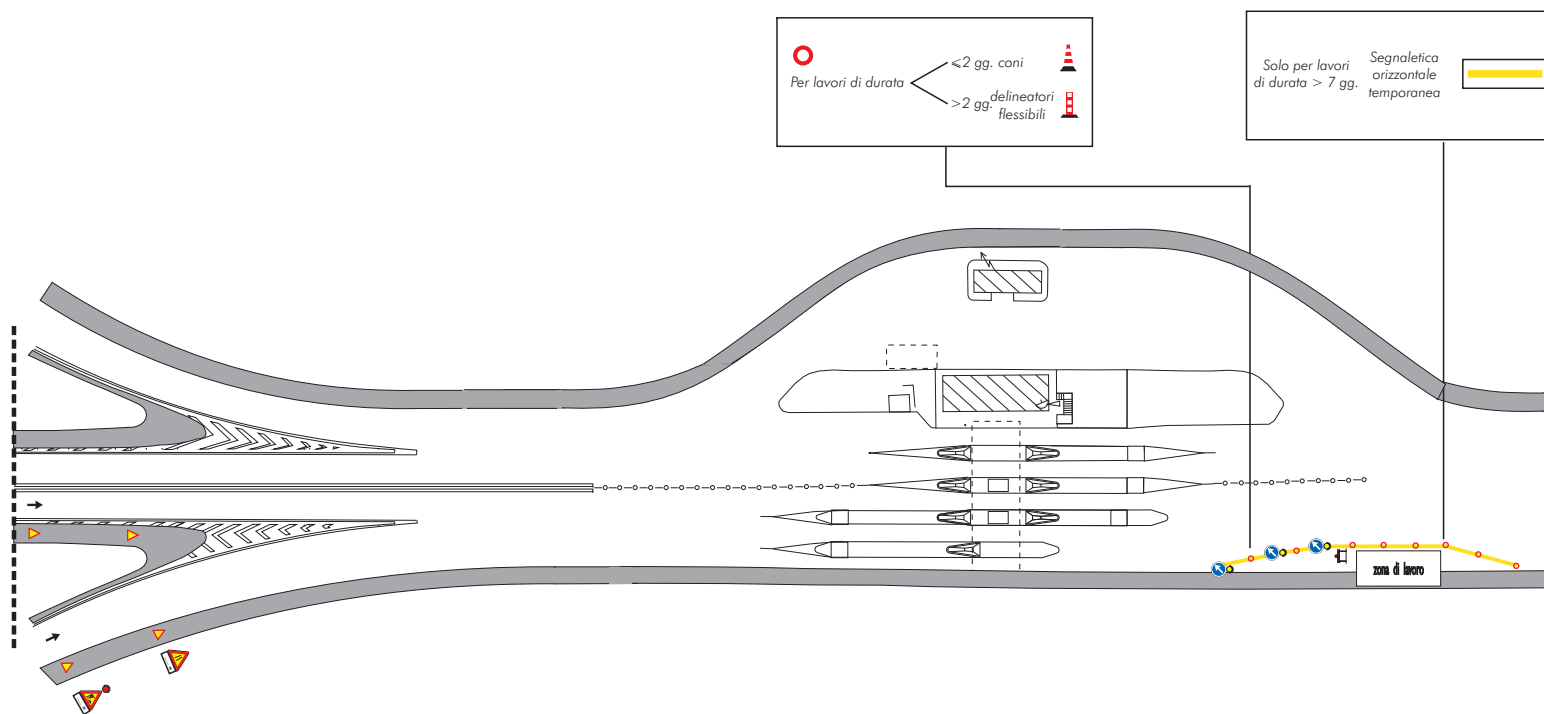 Per lavori di durata
⩽2 gg. coni
>2 gg.
delineatori
flessibili
Solo per lavori
di durata > 7 gg.
Segnaletica
orizzontale
temporanea
zona di lavoro